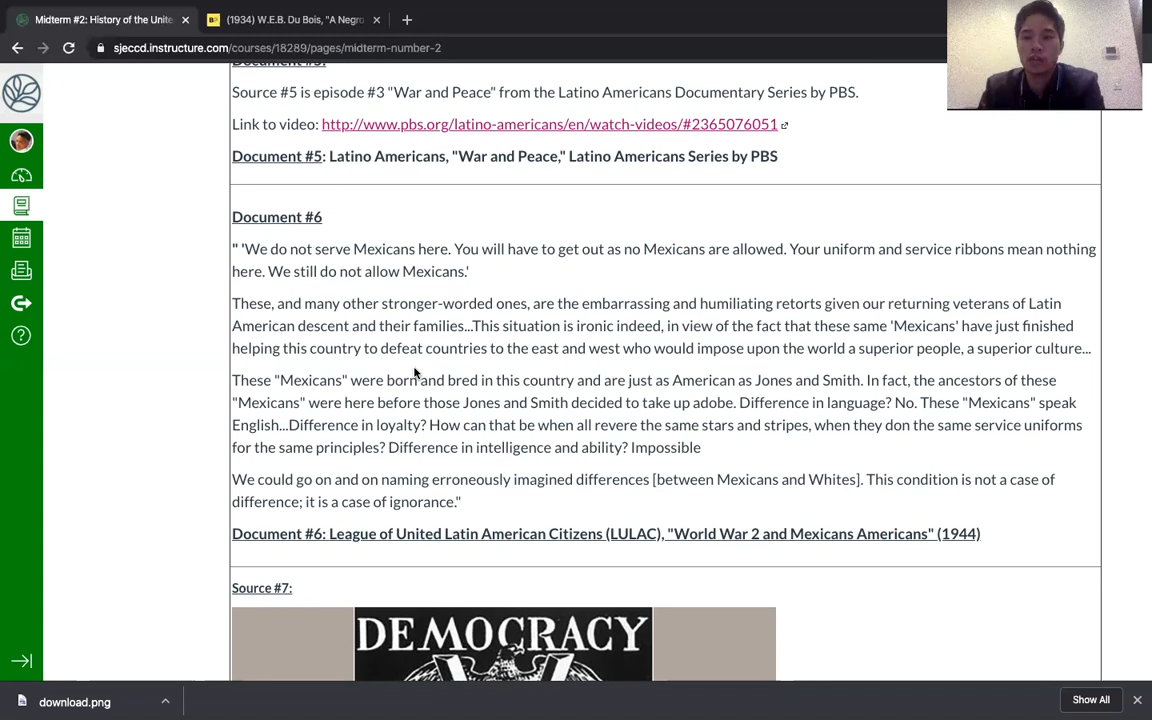 Midterm #2: History of the Unite
(1934) W.E.B. Du Bois, "A Negro
sjeccd.instructure.com/courses/18289/pages/midterm-number-2
Document #5:
Source #5 is episode #3 "War and Peace" from the Latino Americans Documentary Series by PBS.
Link to video: http://www.pbs.org/latino-americans/en/watch-videos/#2365076051
Document #5: Latino Americans, "War and Peace," Latino Americans Series by PBS
Document #6
" 'We do not serve Mexicans here. You will have to get out as no Mexicans are allowed. Your uniform and service ribbons mean nothing
here. We still do not allow Mexicans.'
These, and many other stronger-worded ones, are the embarrassing and humiliating retorts given our returning veterans of Latin
American descent and their families...This situation is ironic indeed, in view of the fact that these same 'Mexicans' have just finished
helping this country to defeat countries to the east and west who would impose upon the world a superior people, a superior culture...
These "Mexicans" were born and bred in this country and are just as American as Jones and Smith. In fact, the ancestors of these
"Mexicans" were here before those Jones and Smith decided to take up adobe. Difference in language? No. These "Mexicans" speak
English...Difference in loyalty? How can that be when all revere the same stars and stripes, when they don the same service uniforms
for the same principles? Difference in intelligence and ability? Impossible
We could go on and on naming erroneously imagined differences [between Mexicans and Whites]. This condition is not a case of
difference; it is a case of ignorance."
Document #6: League of United Latin American Citizens (LULAC), "World War 2 and Mexicans Americans" (1944)
Source #7:
DEMOCRACY
download.png
Show All